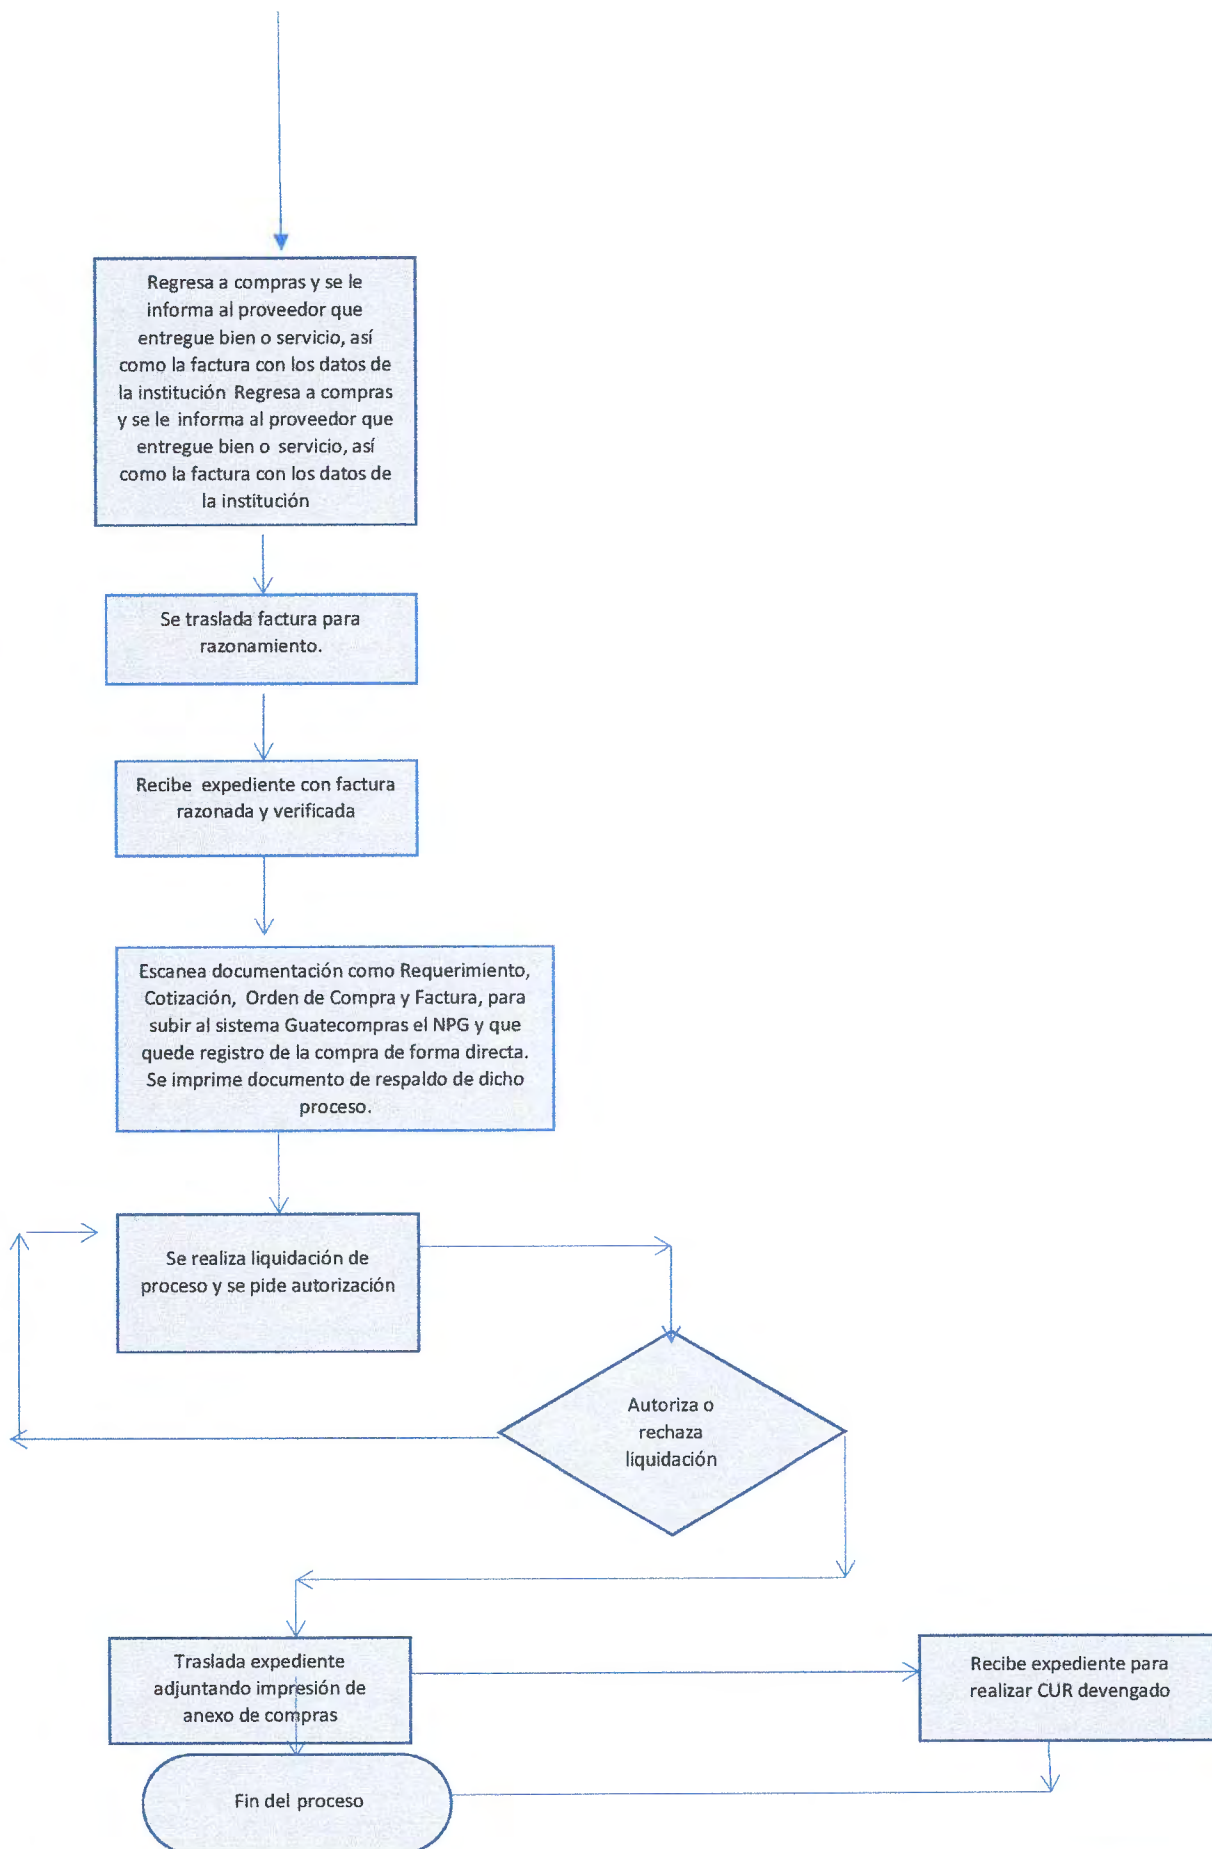 Regresa a compras y se le
informa al proveedor que
entregue bien o servicio, así
como la factura con los datos de
la institución Regresa a compras
y se le informa al proveedor que
entregue bien o servicio, así
como la factura con los datos de
la institución
Se traslada factura para
razonamiento.
Recibe expediente con factura
razonada y verificada
Escanea documentación como Requerimiento,
Cotización, Orden de Compra y Factura, para
subir al sistema Guatecompras el NPG y que
quede registro de la compra de forma directa.
Se imprime documento de respaldo de dicho
proceso.
Se realiza liquidación de
proceso y se pide autorización
Autoriza o
rechaza
liquidación
Traslada expediente
adjuntando impresión de
anexo de compras
Recibe expediente para
realizar CUR devengado
Fin del proceso